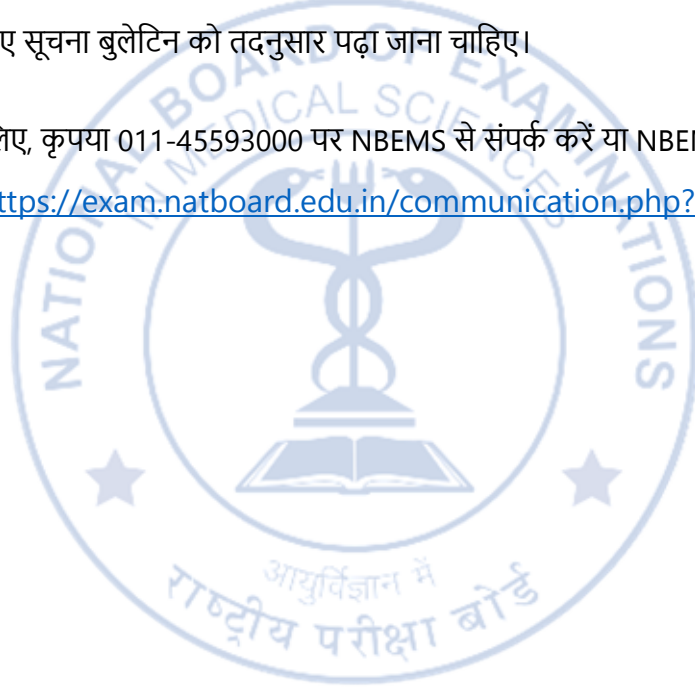 ए सूचना बुलेटिन को तदनुसार पढ़ा जाना चाहिए।
लिए, कृपया 011-45593000 पर NBEMS से संपर्क करें या NBEM
ttps://exam.natboard.edu.in/communication.php?
NATIONAL BOARD OF EXAMINATIONS
IN MEDICAL SCIENCES
आयुर्विज्ञान में
राष्ट्रीय परीक्षा बोर्ड